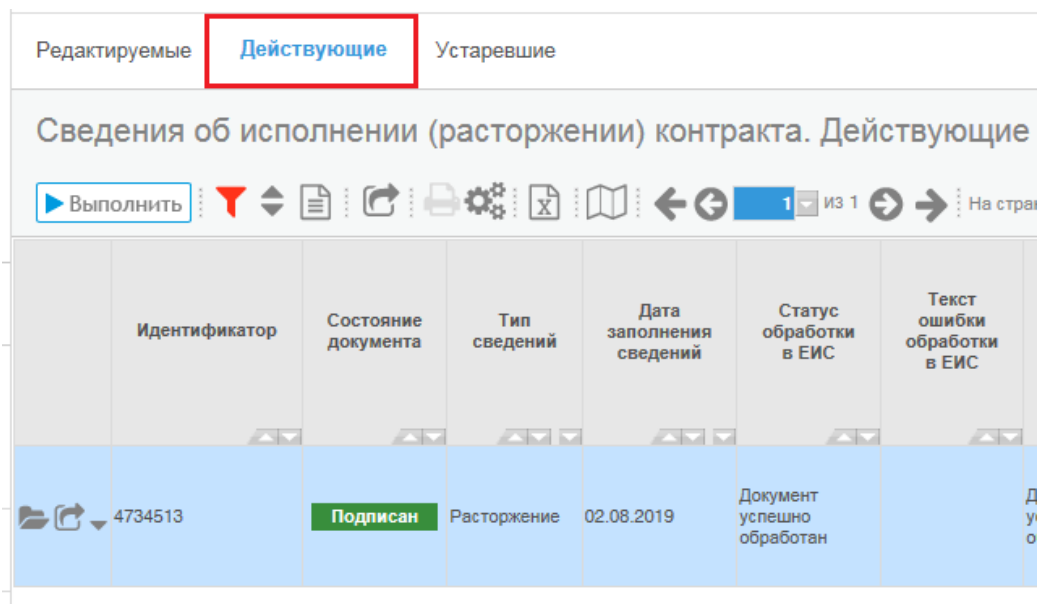 Редактируемые Действующие Устаревшие
Сведения об исполнении (расторжении) контракта. Действующие
Выполнить 1 из 1 На стран
Идентификатор
Состояние
документа
Тип
сведений
Дата
заполнения
сведений
Статус
обработки
в ЕИС
Текст
ошибки
обработки
в ЕИС
4734513
Подписан
Расторжение
02.08.2019
Документ
успешно
обработан